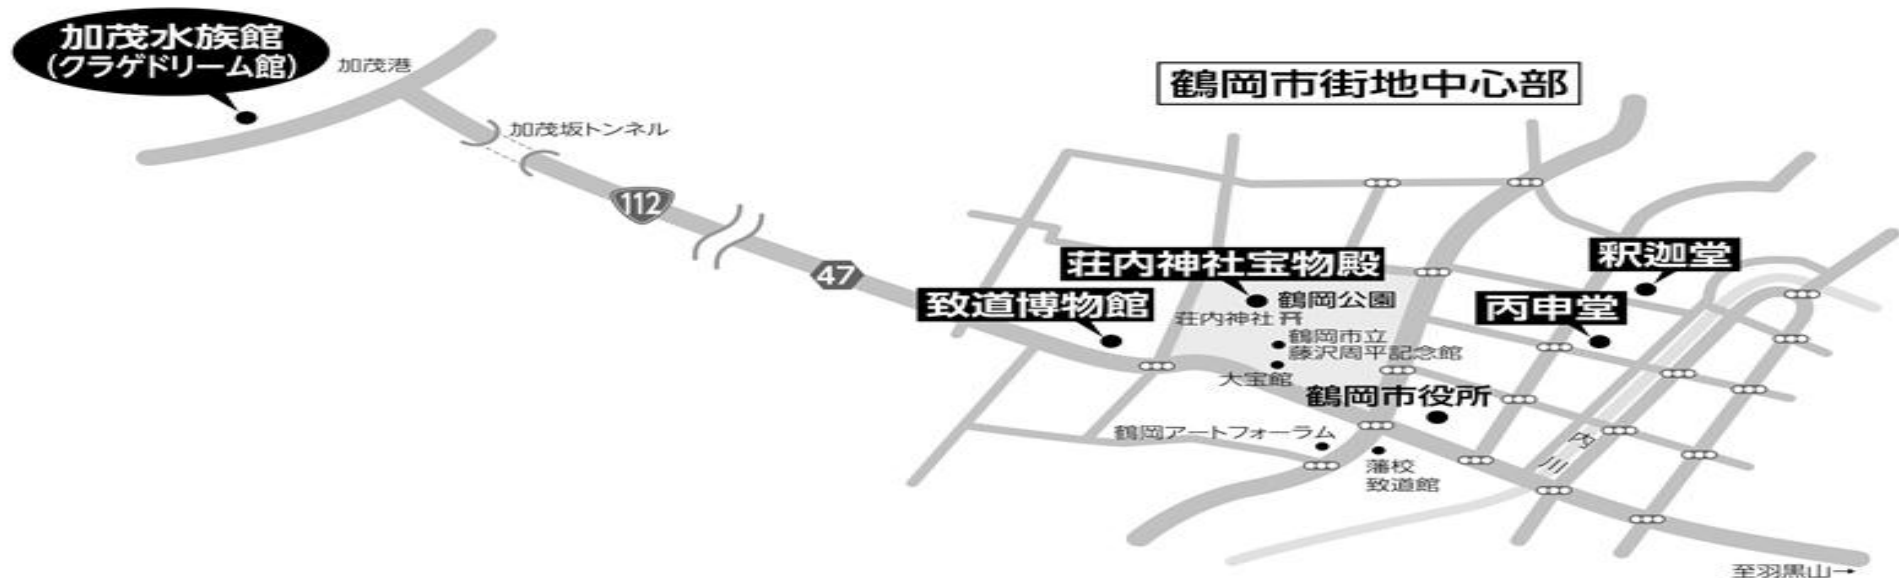 加茂水族館
(クラゲドリーム館)
加茂港
鶴岡市街地中心部
加茂坂トンネル
112
47
荘内神社宝物殿
釈迦堂
致道博物館
鶴岡公園
丙申堂
荘内神社
鶴岡市立
藤沢周平記念館
大宝館
鶴岡市役所
鶴岡アートフォーラム
内川
藩校
致道館
至羽黒山→